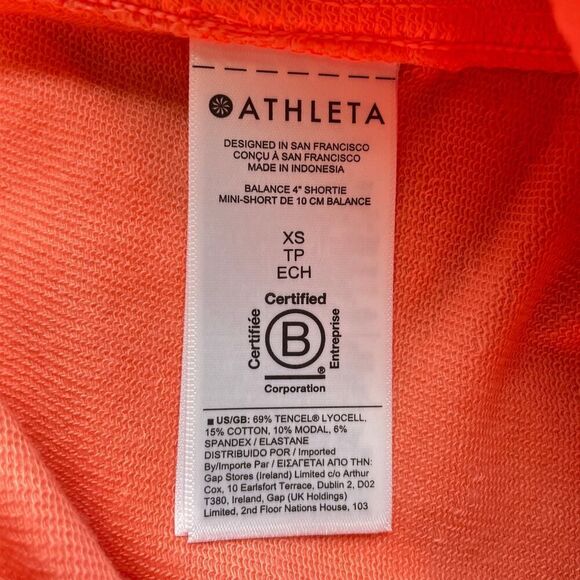 ATHLETA
DESIGNED IN SAN FRANCISCO
CONÇU À SAN FRANCISCO
MADE IN INDONESIA
BALANCE 4" SHORTIE
MINI-SHORT DE 10 CM BALANCE
XS
TP
ECH
Certified
Certifiée
B
Entreprise
®
Corporation
■ US/GB: 69% TENCEL® LYOCELL,
15% COTTON, 10% MODAL, 6%
SPANDEX / ELASTANE
DISTRIBUIDO POR / Imported
By/Importe Par / ΕΙΣΑΓΕΤΑΙ ΑΠΟ ΤΗΝ:
Gap Stores (Ireland) Limited c/o Arthur
Cox, 10 Earlsfort Terrace, Dublin 2, D02
T380, Ireland, Gap (UK Holdings)
Limited, 2nd Floor Nations House, 103